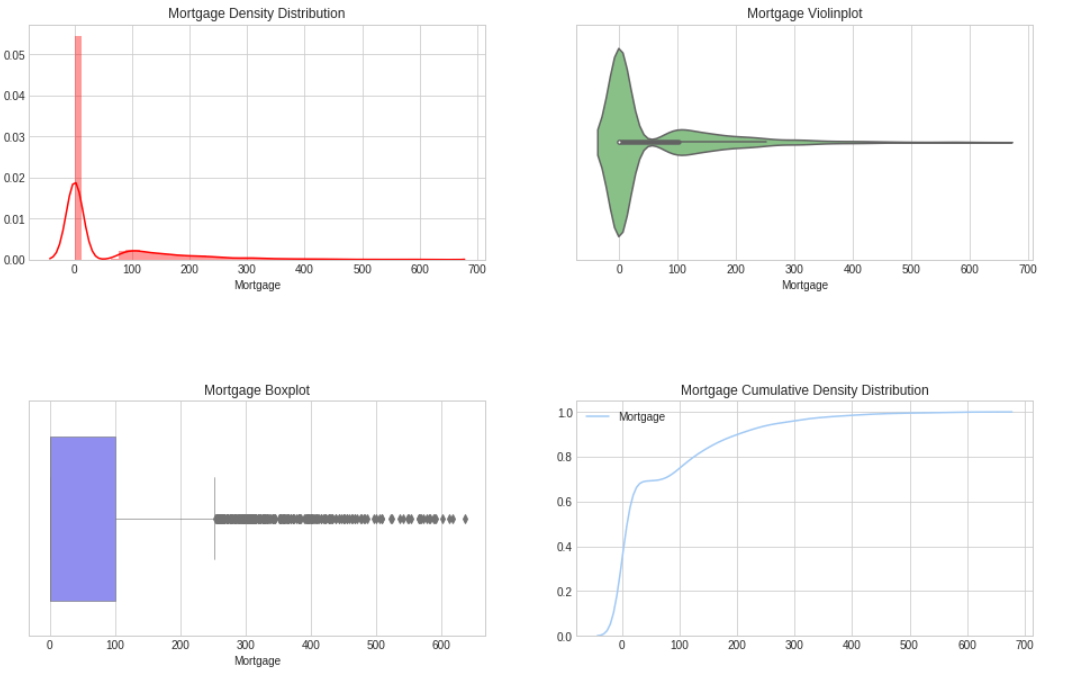 Mortgage Density Distribution
0.05
0.04
0.03
0.02
0.01
0.00
0 100 200 300 400 500 600 700
Mortgage
Mortgage Violinplot
0 100 200 300 400 500 600 700
Mortgage
Mortgage Boxplot
0 100 200 300 400 500 600
Mortgage
Mortgage Cumulative Density Distribution
Mortgage
1.0
0.8
0.6
0.4
0.2
0.0
0 100 200 300 400 500 600 700